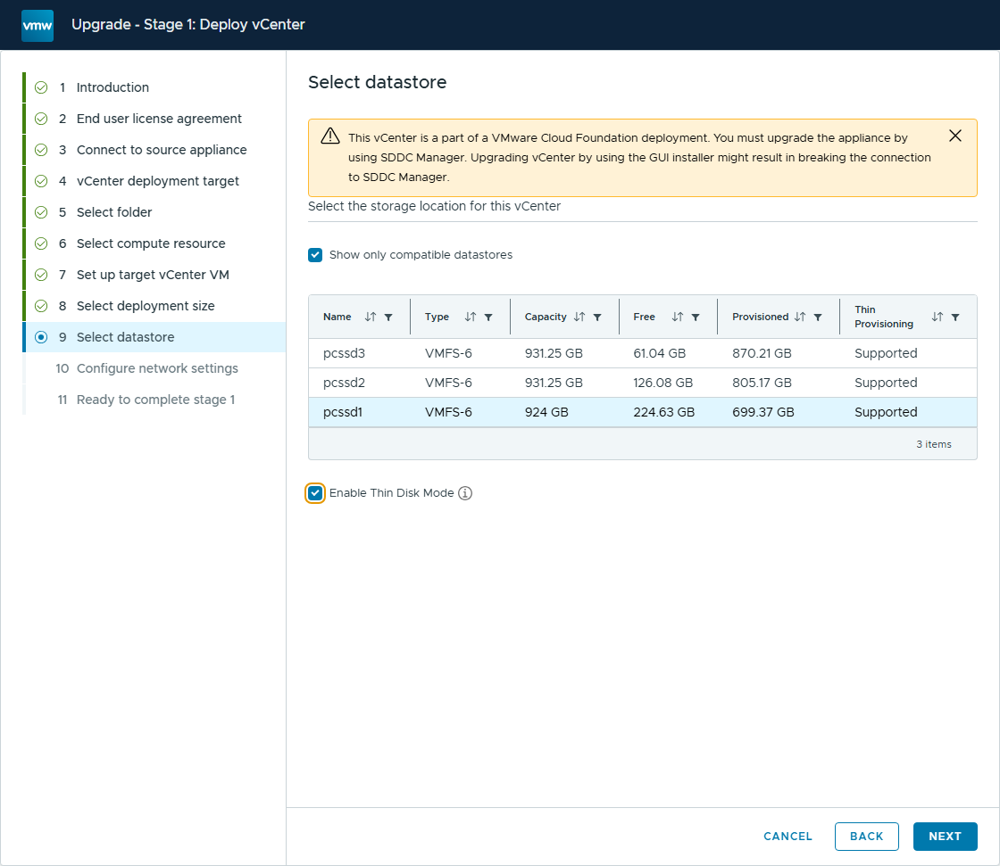 vmw
Upgrade - Stage 1: Deploy vCenter
1 Introduction
2 End user license agreement
3 Connect to source appliance
4 vCenter deployment target
5 Select folder
6 Select compute resource
7 Set up target vCenter VM
8 Select deployment size
9 Select datastore
10 Configure network settings
11 Ready to complete stage 1
Select datastore
This vCenter is a part of a VMware Cloud Foundation deployment. You must upgrade the appliance by
using SDDC Manager. Upgrading vCenter by using the GUI installer might result in breaking the connection
to SDDC Manager.
Select the storage location for this vCenter
Show only compatible datastores
Name Type Capacity Free Provisioned Thin
Provisioning
pcssd3 VMFS-6 931.25 GB 61.04 GB 870.21 GB Supported
pcssd2 VMFS-6 931.25 GB 126.08 GB 805.17 GB Supported
pcssd1 VMFS-6 924 GB 224.63 GB 699.37 GB Supported
3 items
Enable Thin Disk Mode
CANCEL BACK NEXT